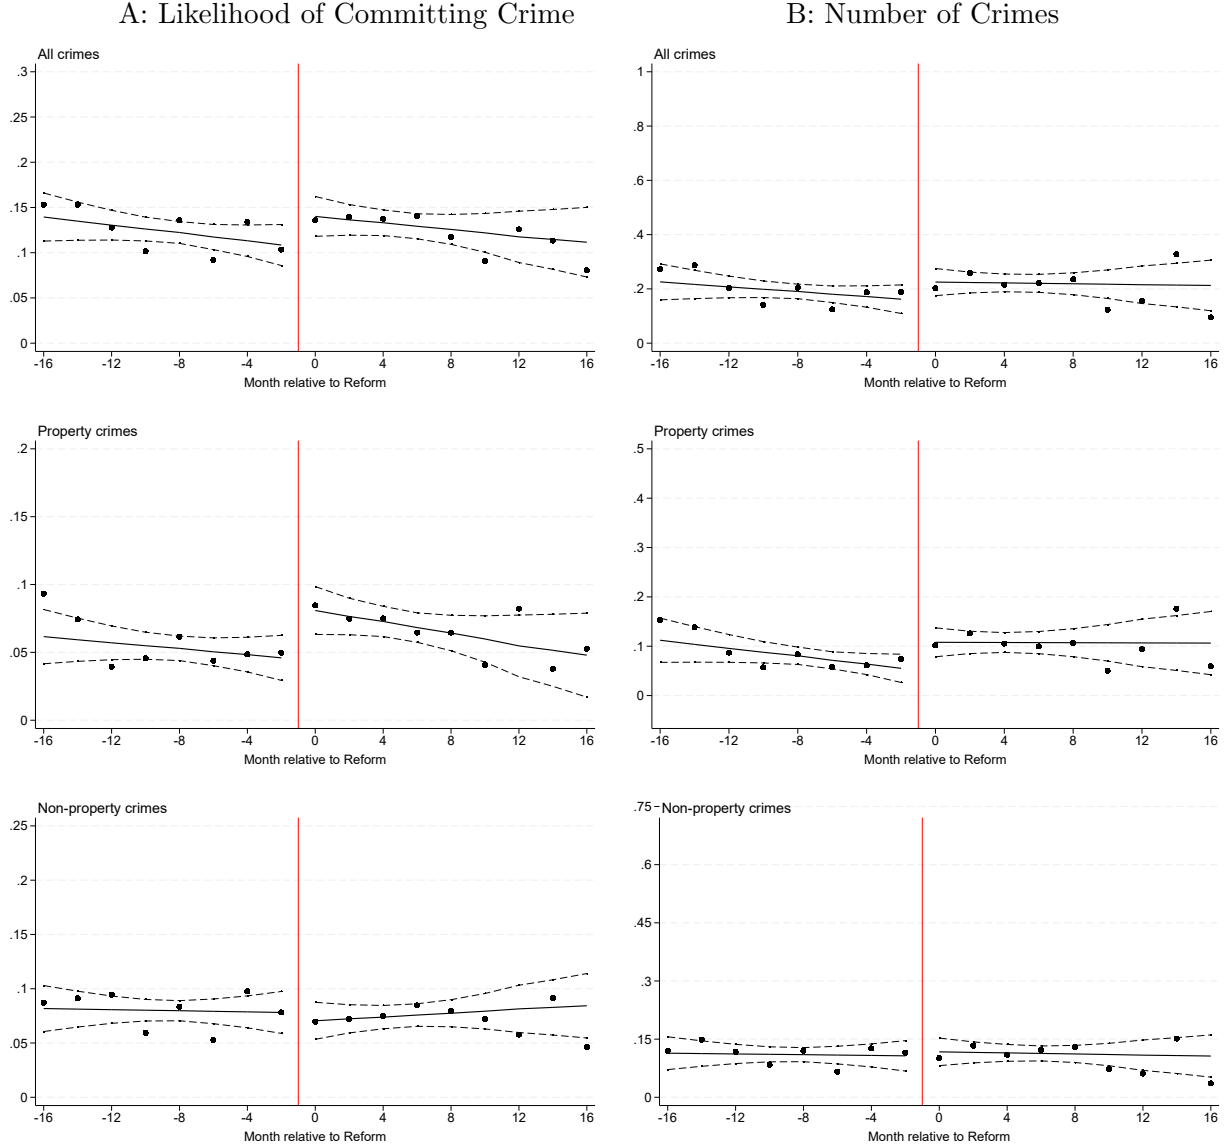 A: Likelihood of Committing Crime
B: Number of Crimes
All crimes
.3
.25
.2
.15
.1
.05
0
-16 -12 -8 -4 0 4 8 12 16
Month relative to Reform
All crimes
1
.8
.6
.4
.2
0
-16 -12 -8 -4 0 4 8 12 16
Month relative to Reform
Property crimes
.2
.15
.1
.05
0
-16 -12 -8 -4 0 4 8 12 16
Month relative to Reform
Property crimes
.5
.4
.3
.2
.1
0
-16 -12 -8 -4 0 4 8 12 16
Month relative to Reform
Non-property crimes
.25
.2
.15
.1
.05
0
-16 -12 -8 -4 0 4 8 12 16
Month relative to Reform
Non-property crimes
.75
.6
.45
.3
.15
0
-16 -12 -8 -4 0 4 8 12 16
Month relative to Reform